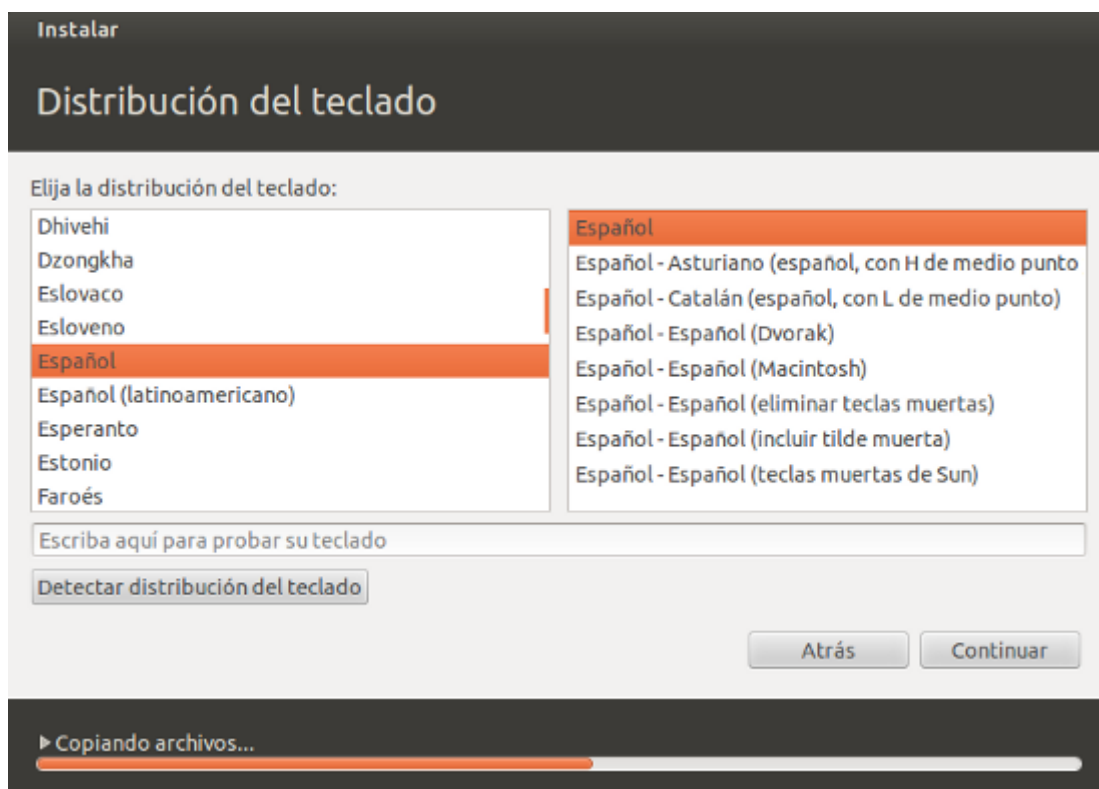 Instalar
Distribución del teclado
Elija la distribución del teclado:
Dhivehi
Dzongkha
Eslovaco
Esloveno
Español
Español (latinoamericano)
Esperanto
Estonio
Faroés
Español
Español - Asturiano (español, con H de medio punto
Español - Catalán (español, con L de medio punto)
Español - Español (Dvorak)
Español - Español (Macintosh)
Español - Español (eliminar teclas muertas)
Español - Español (incluir tilde muerta)
Español - Español (teclas muertas de Sun)
Escriba aquí para probar su teclado
Detectar distribución del teclado
Atrás
Continuar
Copiando archivos...